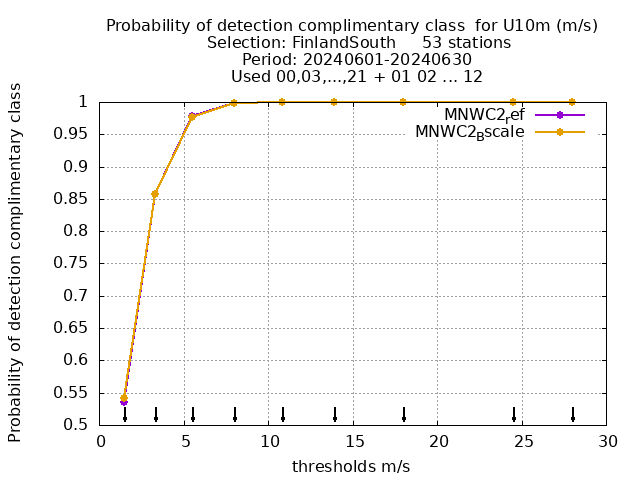 Probability of detection complimentary class  for U10m (m/s)
Selection: FinlandSouth     53 stations
Period: 20240601-20240630
Used 00,03,...,21 + 01 02 ... 12
Probability of detection complimentary class
1
0.95
0.9
0.85
0.8
0.75
0.7
0.65
0.6
0.55
0.5
MNWC2ref
MNWC2Bscale
0 5 10 15 20 25 30
thresholds m/s